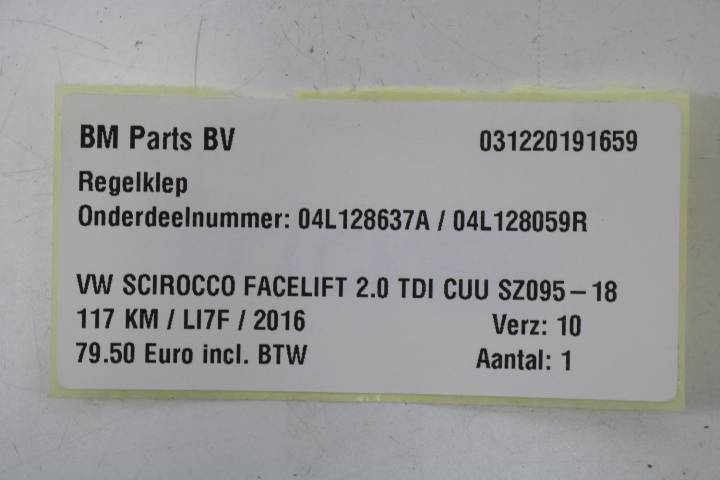 BM Parts BV 031220191659
Regelklep
Onderdeelnummer: 04L128637A / 04L128059R
VW SCIROCCO FACELIFT 2.0 TDI CUU SZ095-18
117 KM / LI7F / 2016 Verz: 10
79.50 Euro incl. BTW Aantal: 1